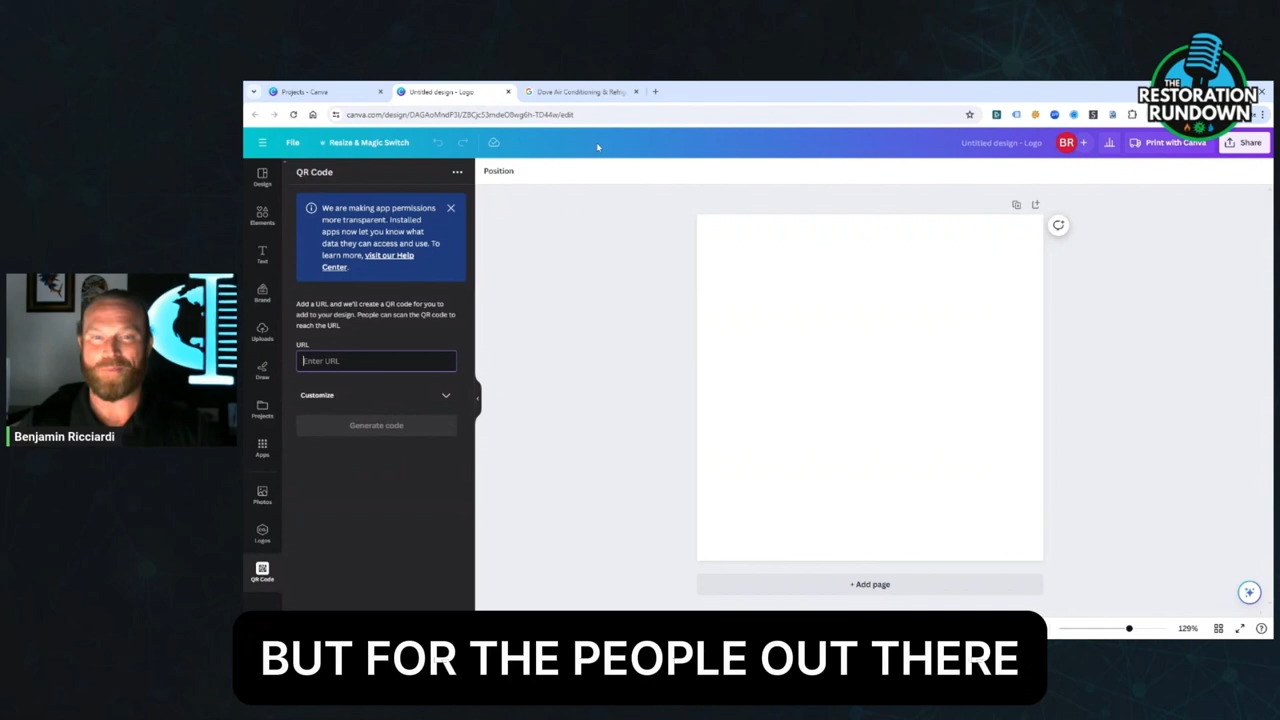 THE
RESTORATION
RUNDOWN
Projects - Canva
Untitled design - Logo
Dove Air Conditioning & Refrig
canva.com/design/DAGAoMndP3I/Z8Cjc53mdeO8wg6h-TD44w/edit
File
Resize & Magic Switch
Untitled design - Logo
BR
Print with Canva
Share
Design
Elements
Text
Brand
Uploads
Draw
Projects
Apps
Photos
Logos
QR Code
QR Code
We are making app permissions
more transparent. Installed
apps now let you know what
data they can access and use. To
learn more, visit our Help
Center.
Add a URL and we'll create a QR code for you to
add to your design. People can scan the QR code to
reach the URL
URL
Enter URL
Customize
Generate code
Position
+ Add page
129%
Benjamin Ricciardi
BUT FOR THE PEOPLE OUT THERE